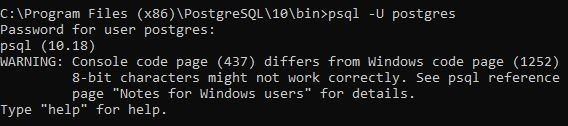 C:\Program Files (x86)\PostgreSQL\10\bin>psql -U postgres
Password for user postgres:
psql (10.18)
WARNING: Console code page (437) differs from Windows code page (1252)
         8-bit characters might not work correctly. See psql reference
         page "Notes for Windows users" for details.
Type "help" for help.